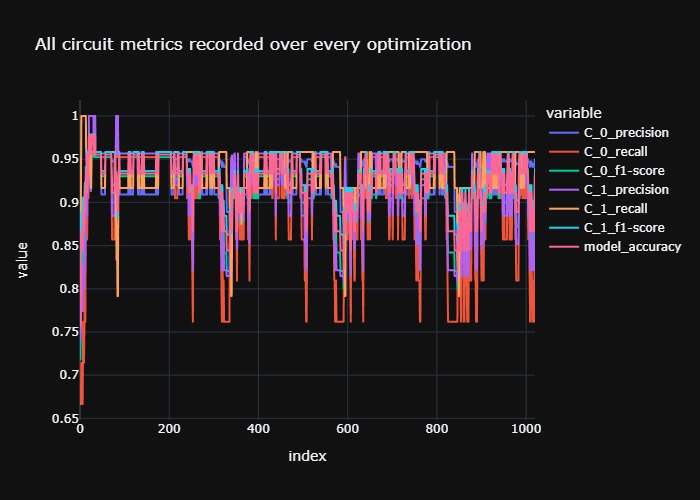 All circuit metrics recorded over every optimization
variable
C_0_precision
C_0_recall
C_0_f1-score
C_1_precision
C_1_recall
C_1_f1-score
model_accuracy
value
1
0.95
0.9
0.85
0.8
0.75
0.7
0.65
0
200
400
600
800
1000
index